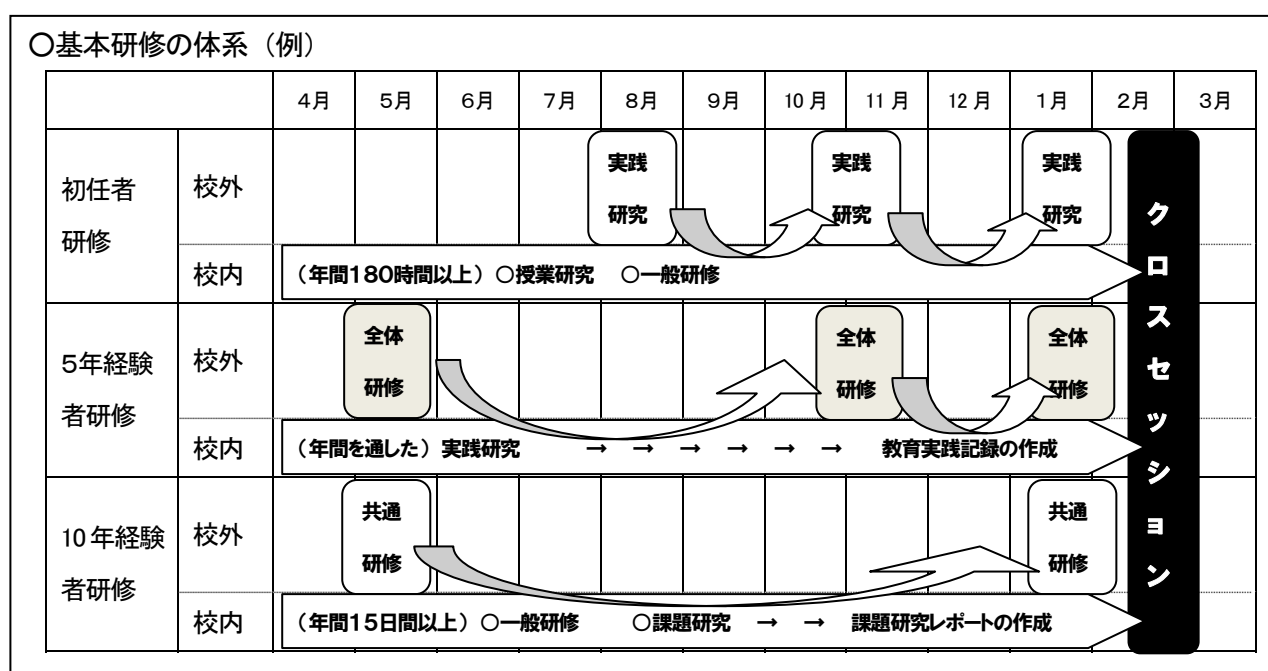 〇基本研修の体系（例）
4月 5月 6月 7月 8月 9月 10月 11月 12月 1月 2月 3月
初任者
研修
校外
実践
研究
実践
研究
実践
研究
校内
（年間180時間以上）○授業研究 ○一般研修
5年経験
者研修
校外
全体
研修
全体
研修
全体
研修
校内
（年間を通した）実践研究 → → → → → → 教育実践記録の作成
10年経験
者研修
校外
共通
研修
共通
研修
校内
（年間15日間以上）○一般研修 ○課題研究 → → 課題研究レポートの作成
クロスセッション